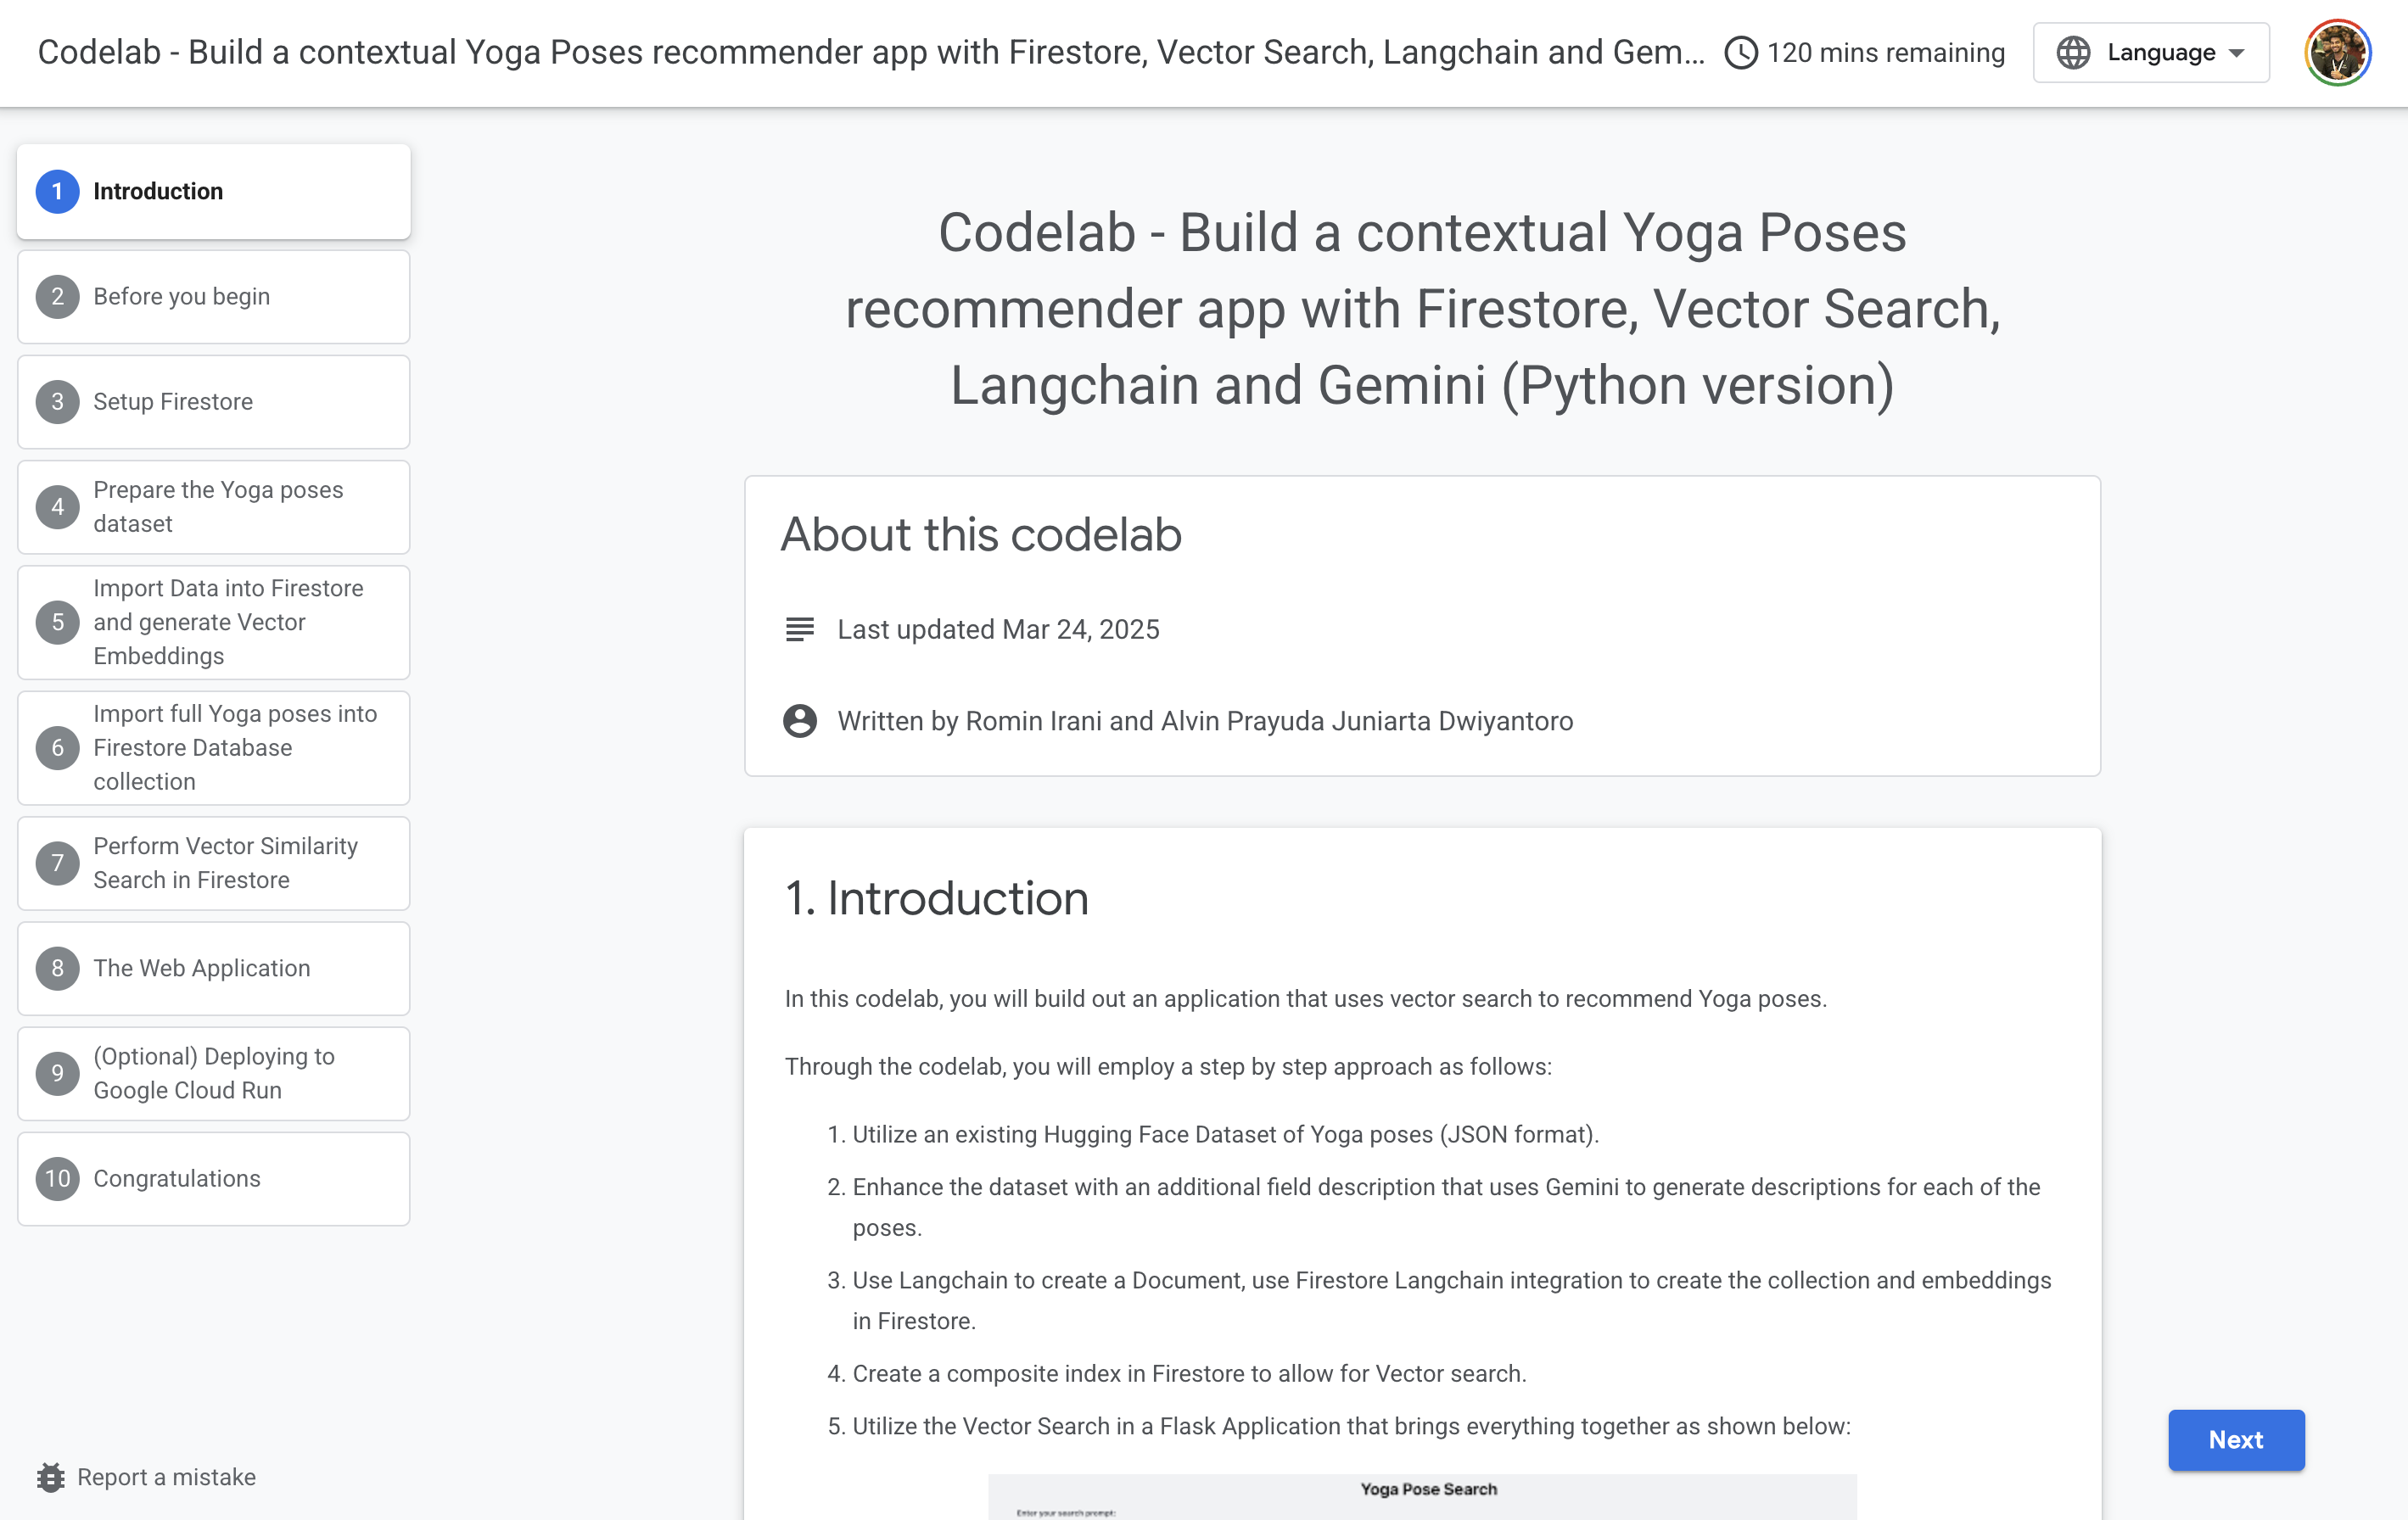 Codelab - Build a contextual Yoga Poses recommender app with Firestore, Vector Search, Langchain and Gem...
120 mins remaining
Language
1 Introduction
2 Before you begin
3 Setup Firestore
4 Prepare the Yoga poses
dataset
5 Import Data into Firestore
and generate Vector
Embeddings
6 Import full Yoga poses into
Firestore Database
collection
7 Perform Vector Similarity
Search in Firestore
8 The Web Application
9 (Optional) Deploying to
Google Cloud Run
10 Congratulations
Report a mistake
Codelab - Build a contextual Yoga Poses
recommender app with Firestore, Vector Search,
Langchain and Gemini (Python version)
About this codelab
Last updated Mar 24, 2025
Written by Romin Irani and Alvin Prayuda Juniarta Dwiyantoro
1. Introduction
In this codelab, you will build out an application that uses vector search to recommend Yoga poses.
Through the codelab, you will employ a step by step approach as follows:
1. Utilize an existing Hugging Face Dataset of Yoga poses (JSON format).
2. Enhance the dataset with an additional field description that uses Gemini to generate descriptions for each of the
poses.
3. Use Langchain to create a Document, use Firestore Langchain integration to create the collection and embeddings
in Firestore.
4. Create a composite index in Firestore to allow for Vector search.
5. Utilize the Vector Search in a Flask Application that brings everything together as shown below:
Yoga Pose Search
Enter your search prompt:
Next